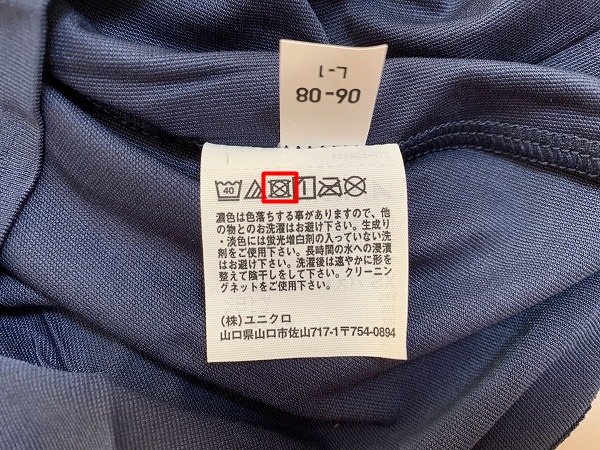 L-1
80-90
40
濃色は色落ちする事がありますので、他
の物とのお洗濯はお避け下さい。生成り
・淡色には蛍光増白剤の入っていない洗
剤をご使用下さい。長時間の水への浸漬
はお避け下さい。洗濯後は速やかに形を
整えて陰干しをして下さい。クリーニン
グネットをご使用下さい。
(株)ユニクロ
山口県山口市佐山717-1〒754-0894